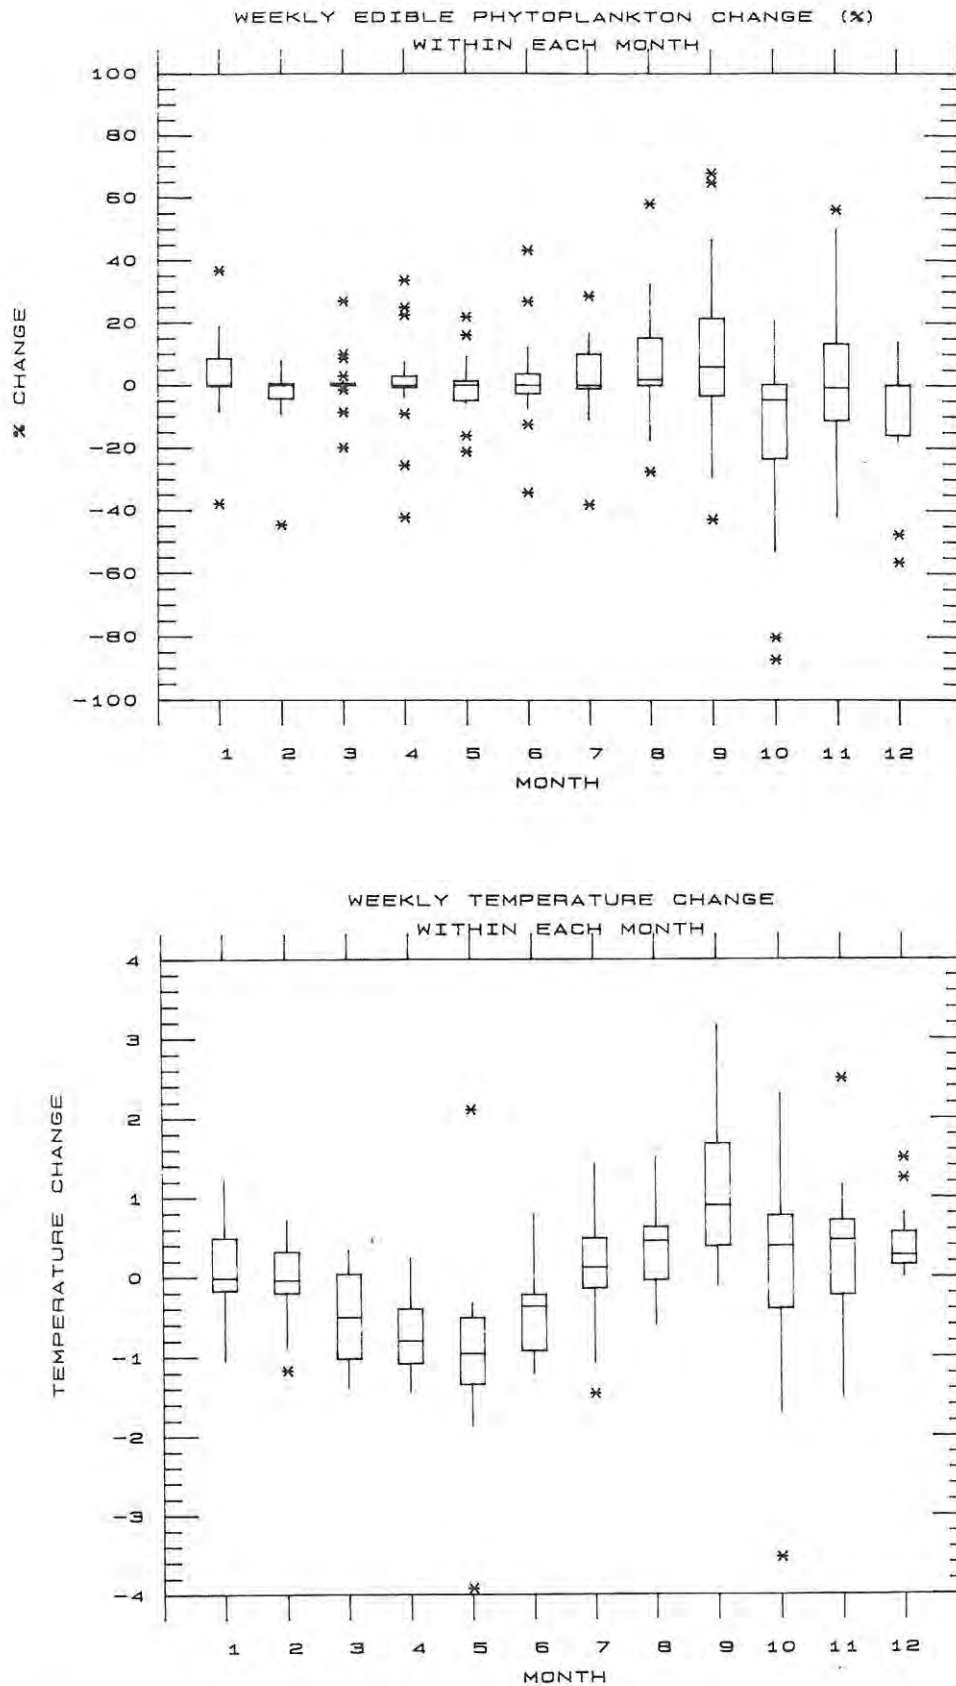 WEEKLY EDIBLE PHYTOPLANKTON CHANGE (%)
WITHIN EACH MONTH
100
80
60
40
20
0
-20
-40
-60
-80
-100
% CHANGE
1 2 3 4 5 6 7 8 9 10 11 12
MONTH
WEEKLY TEMPERATURE CHANGE
WITHIN EACH MONTH
4
3
2
1
0
-1
-2
-3
-4
TEMPERATURE CHANGE
1 2 3 4 5 6 7 8 9 10 11 12
MONTH